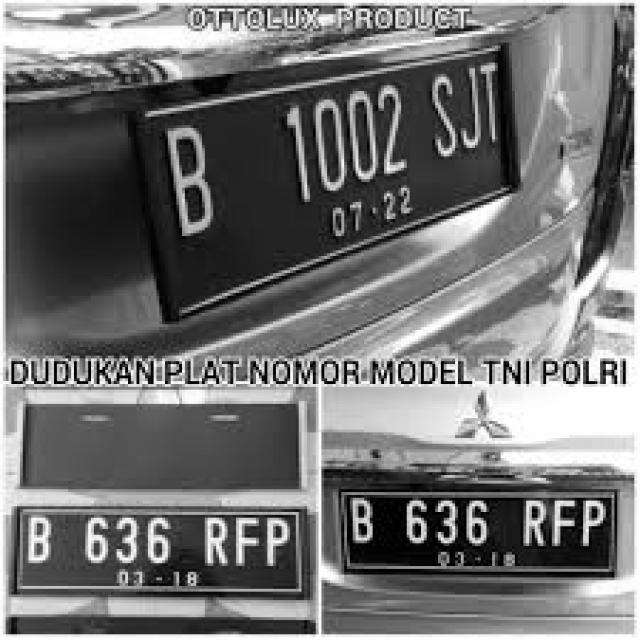 OTTOLUX PRODUCT
B 1002 SJT
07 · 22
DUDUKAN PLAT NOMOR MODEL TNI POLRI
B 636 RFP
03 - 18
B 636 RFP
03 - 18